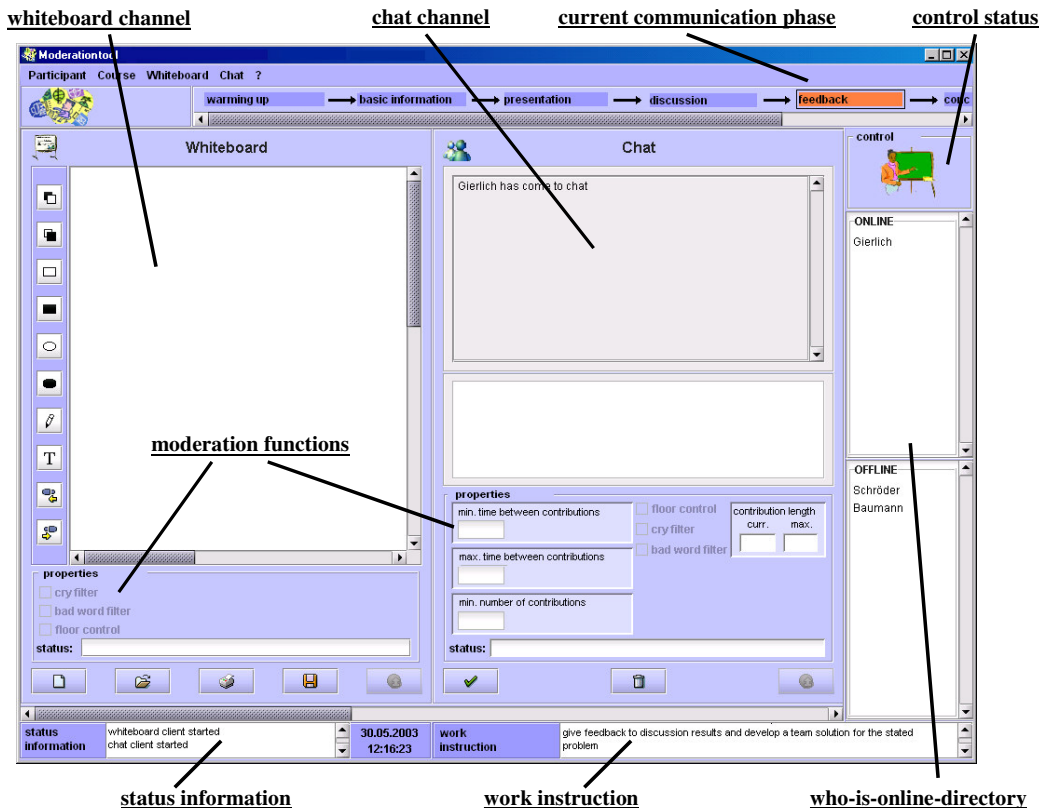 whiteboard channel
chat channel
current communication phase
control status
Moderationtool
Participant Course Whiteboard Chat ?
warming up
basic information
presentation
discussion
feedback
conc
control
Whiteboard
Chat
Gierlich has come to chat
ONLINE
Gierlich
T
moderation functions
OFFLINE
Schröder
Baumann
properties
min. time between contributions
floor control
cry filter
bad word filter
contribution length
curr. max.
max. time between contributions
min. number of contributions
status:
properties
cry filter
bad word filter
floor control
status:
status
information
whiteboard client started
chat client started
30.05.2003
12:16:23
work
instruction
give feedback to discussion results and develop a team solution for the stated
problem
status information
work instruction
who-is-online-directory